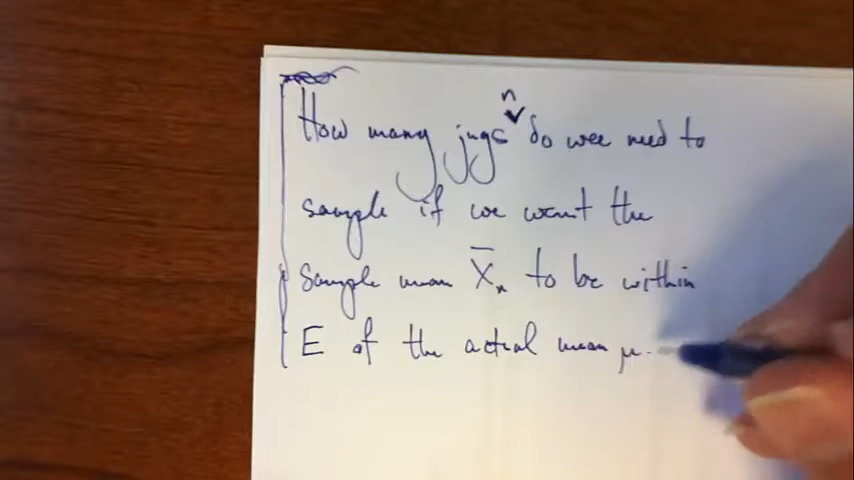 How many jugs n do wee need to
sample if we want the
sample mean X̄ₙ to be within
E of the actual mean μ.